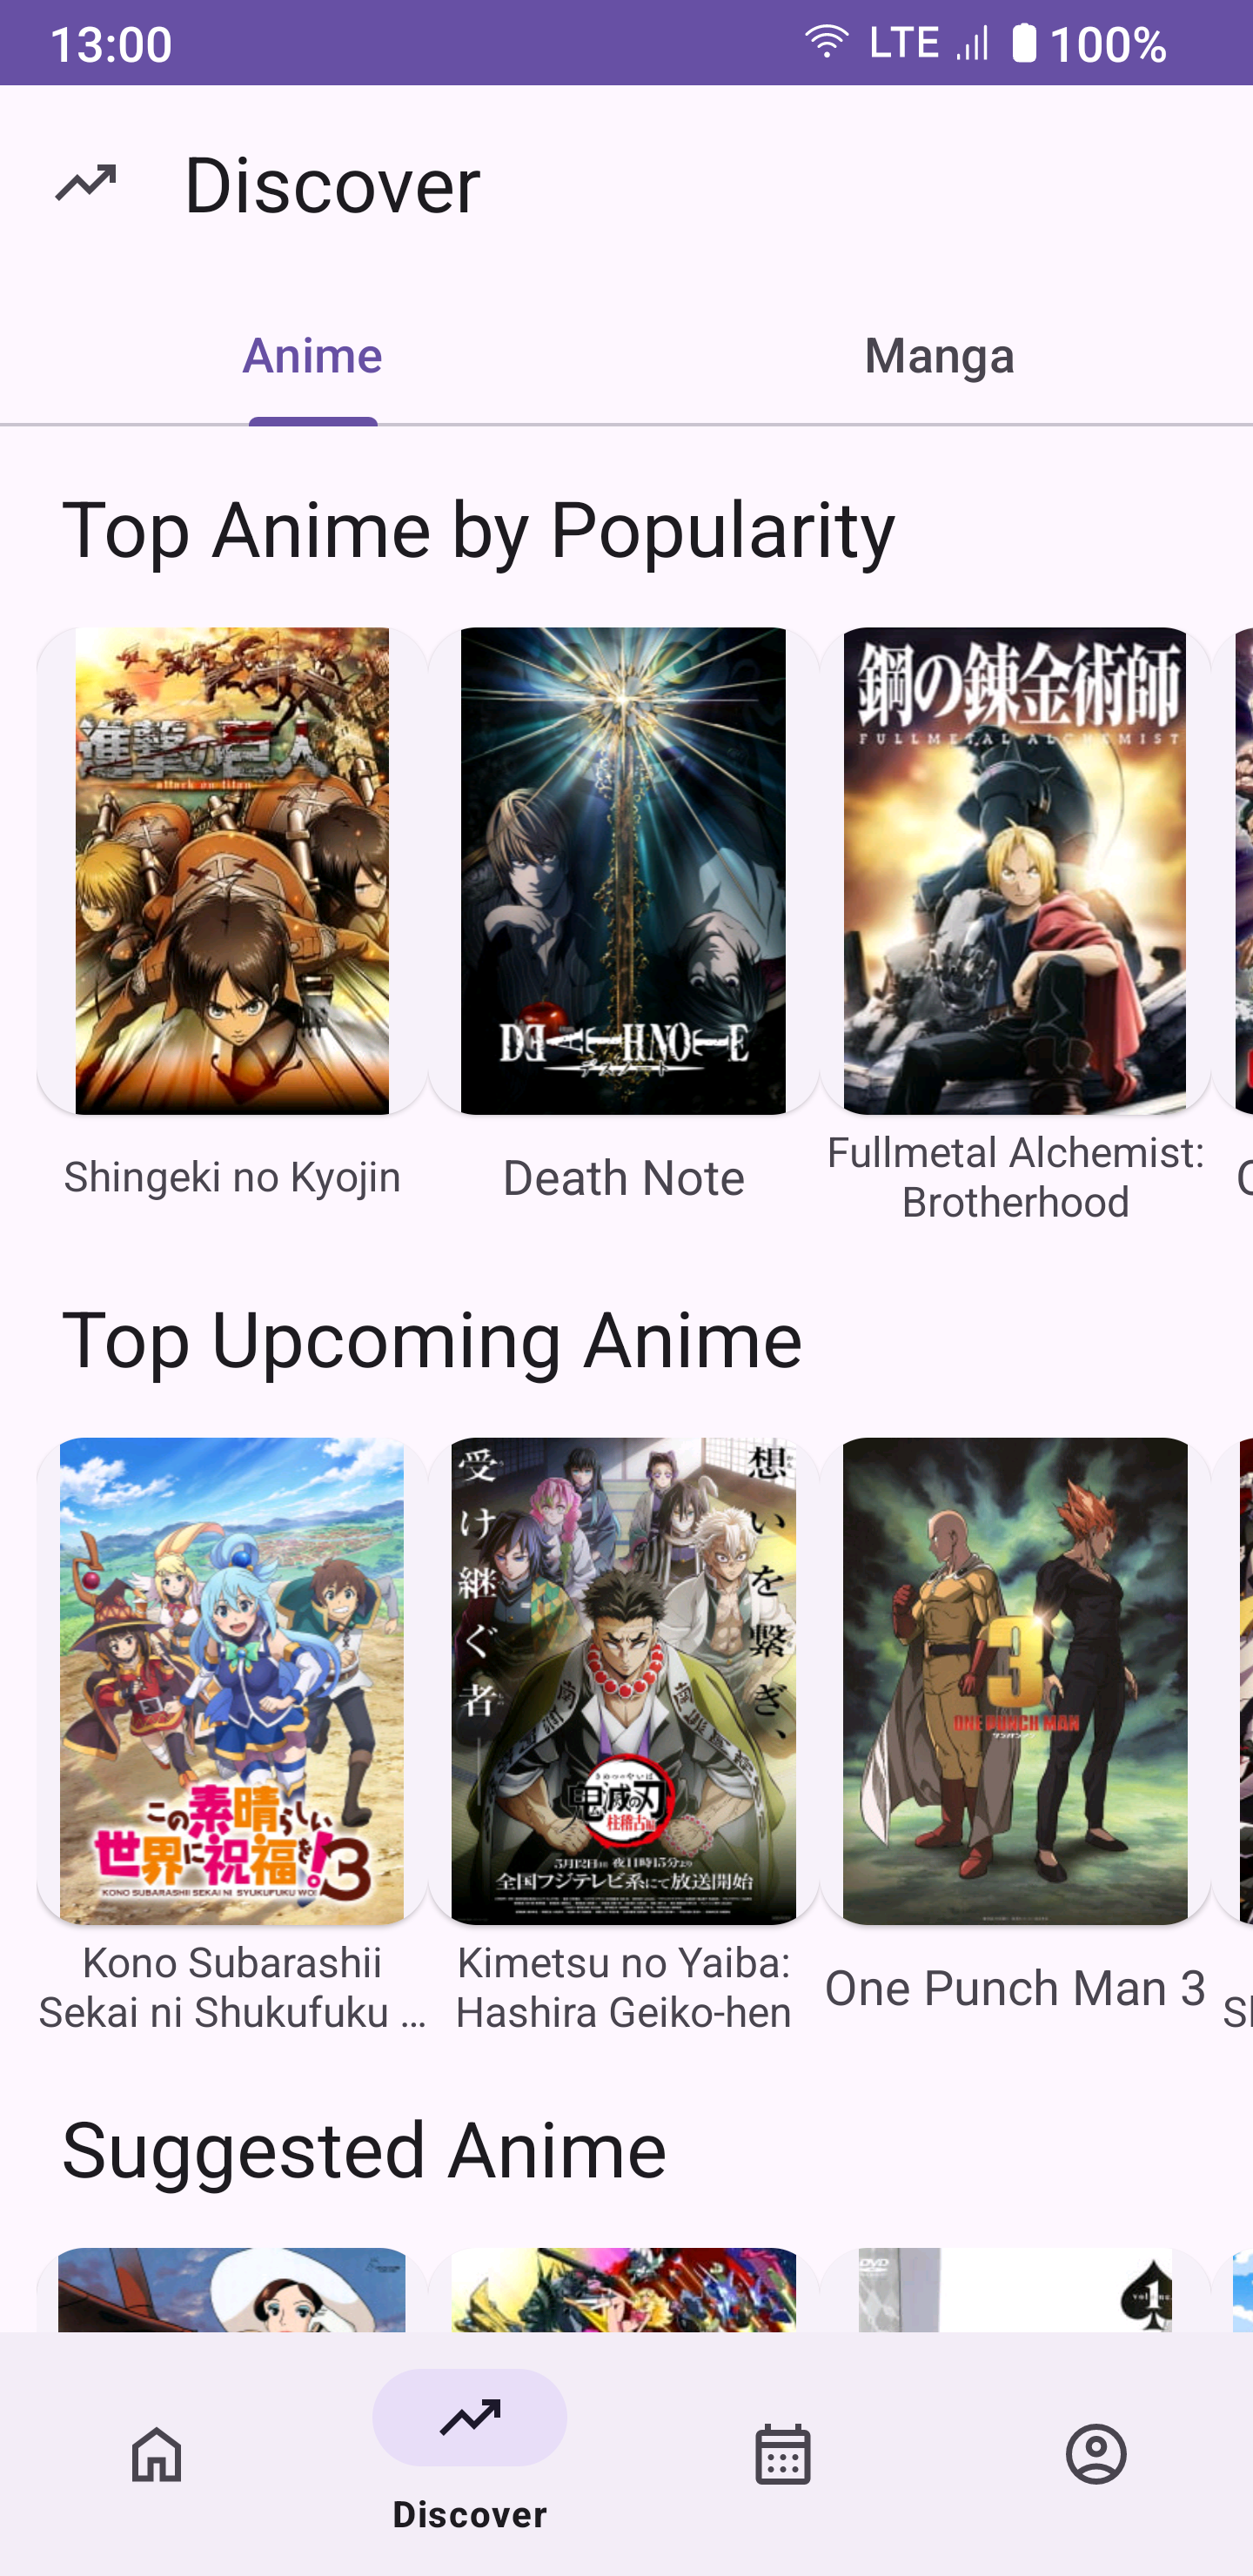 13:00 LTE 100%
Discover
Anime Manga
Top Anime by Popularity
進撃の巨人
attack on titan
DEATH NOTE
デスノート
鋼の錬金術師
FULLMETAL ALCHEMIST
Shingeki no Kyojin
Death Note
Fullmetal Alchemist:
Brotherhood
Top Upcoming Anime
この素晴らしい
世界に祝福を!3
KONO SUBARASHII SEKAI NI SYUKUFUKU WO!
想いを繋ぎ、
受け継ぐ者
鬼滅の刃
柱稽古編
5月12日 夜11時15分より
全国フジテレビ系にて放送開始
3
ONE PUNCH MAN
Kono Subarashii
Sekai ni Shukufuku ...
Kimetsu no Yaiba:
Hashira Geiko-hen
One Punch Man 3
Suggested Anime
DVD
1
Discover